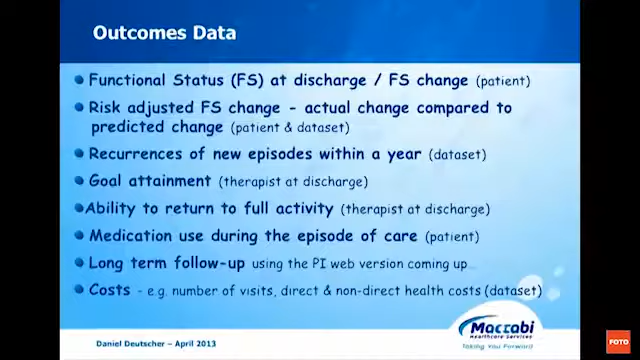 Outcomes Data
Functional Status (FS) at discharge / FS change (patient)
Risk adjusted FS change - actual change compared to
predicted change (patient & dataset)
Recurrences of new episodes within a year (dataset)
Goal attainment (therapist at discharge)
Ability to return to full activity (therapist at discharge)
Medication use during the episode of care (patient)
Long term follow-up using the PI web version coming up…
Costs - e.g. number of visits, direct & non-direct health costs (dataset)
Daniel Deutscher – April 2013
Maccabi
Healthcare Services
Taking You Forward
FOTO